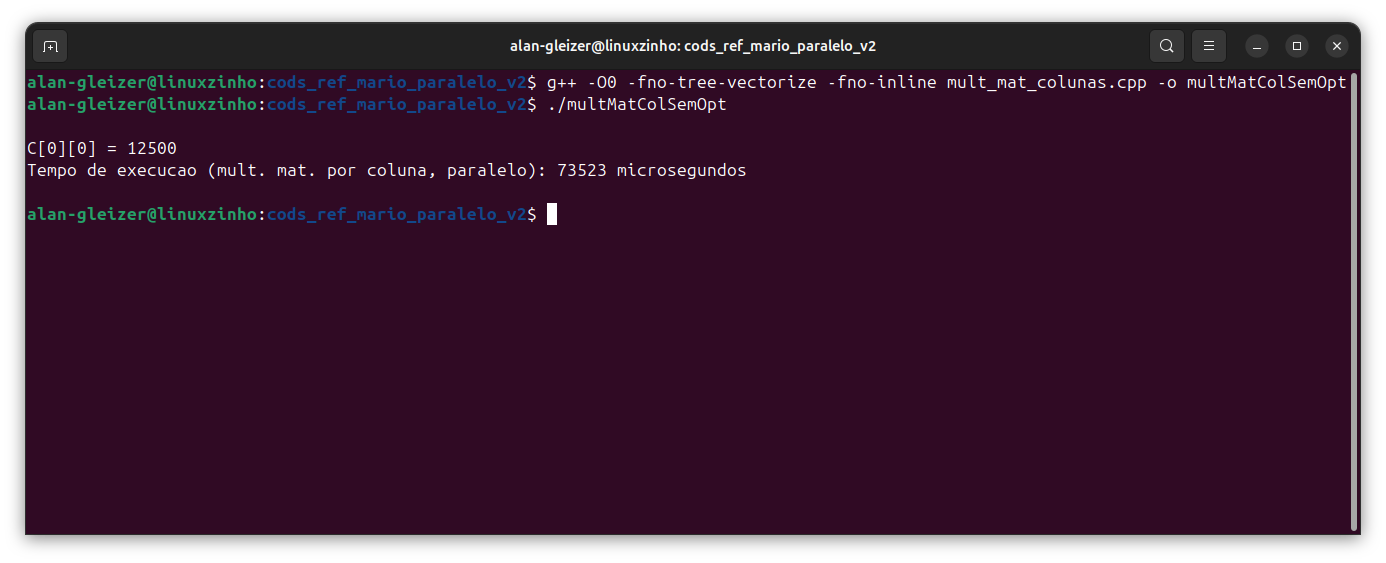 alan-gleizer@linuxzinho: cods_ref_mario_paralelo_v2
alan-gleizer@linuxzinho:cods_ref_mario_paralelo_v2$ g++ -O0 -fno-tree-vectorize -fno-inline mult_mat_colunas.cpp -o multMatColSemOpt
alan-gleizer@linuxzinho:cods_ref_mario_paralelo_v2$ ./multMatColSemOpt
C[0][0] = 12500
Tempo de execucao (mult. mat. por coluna, paralelo): 73523 microsegundos
alan-gleizer@linuxzinho:cods_ref_mario_paralelo_v2$